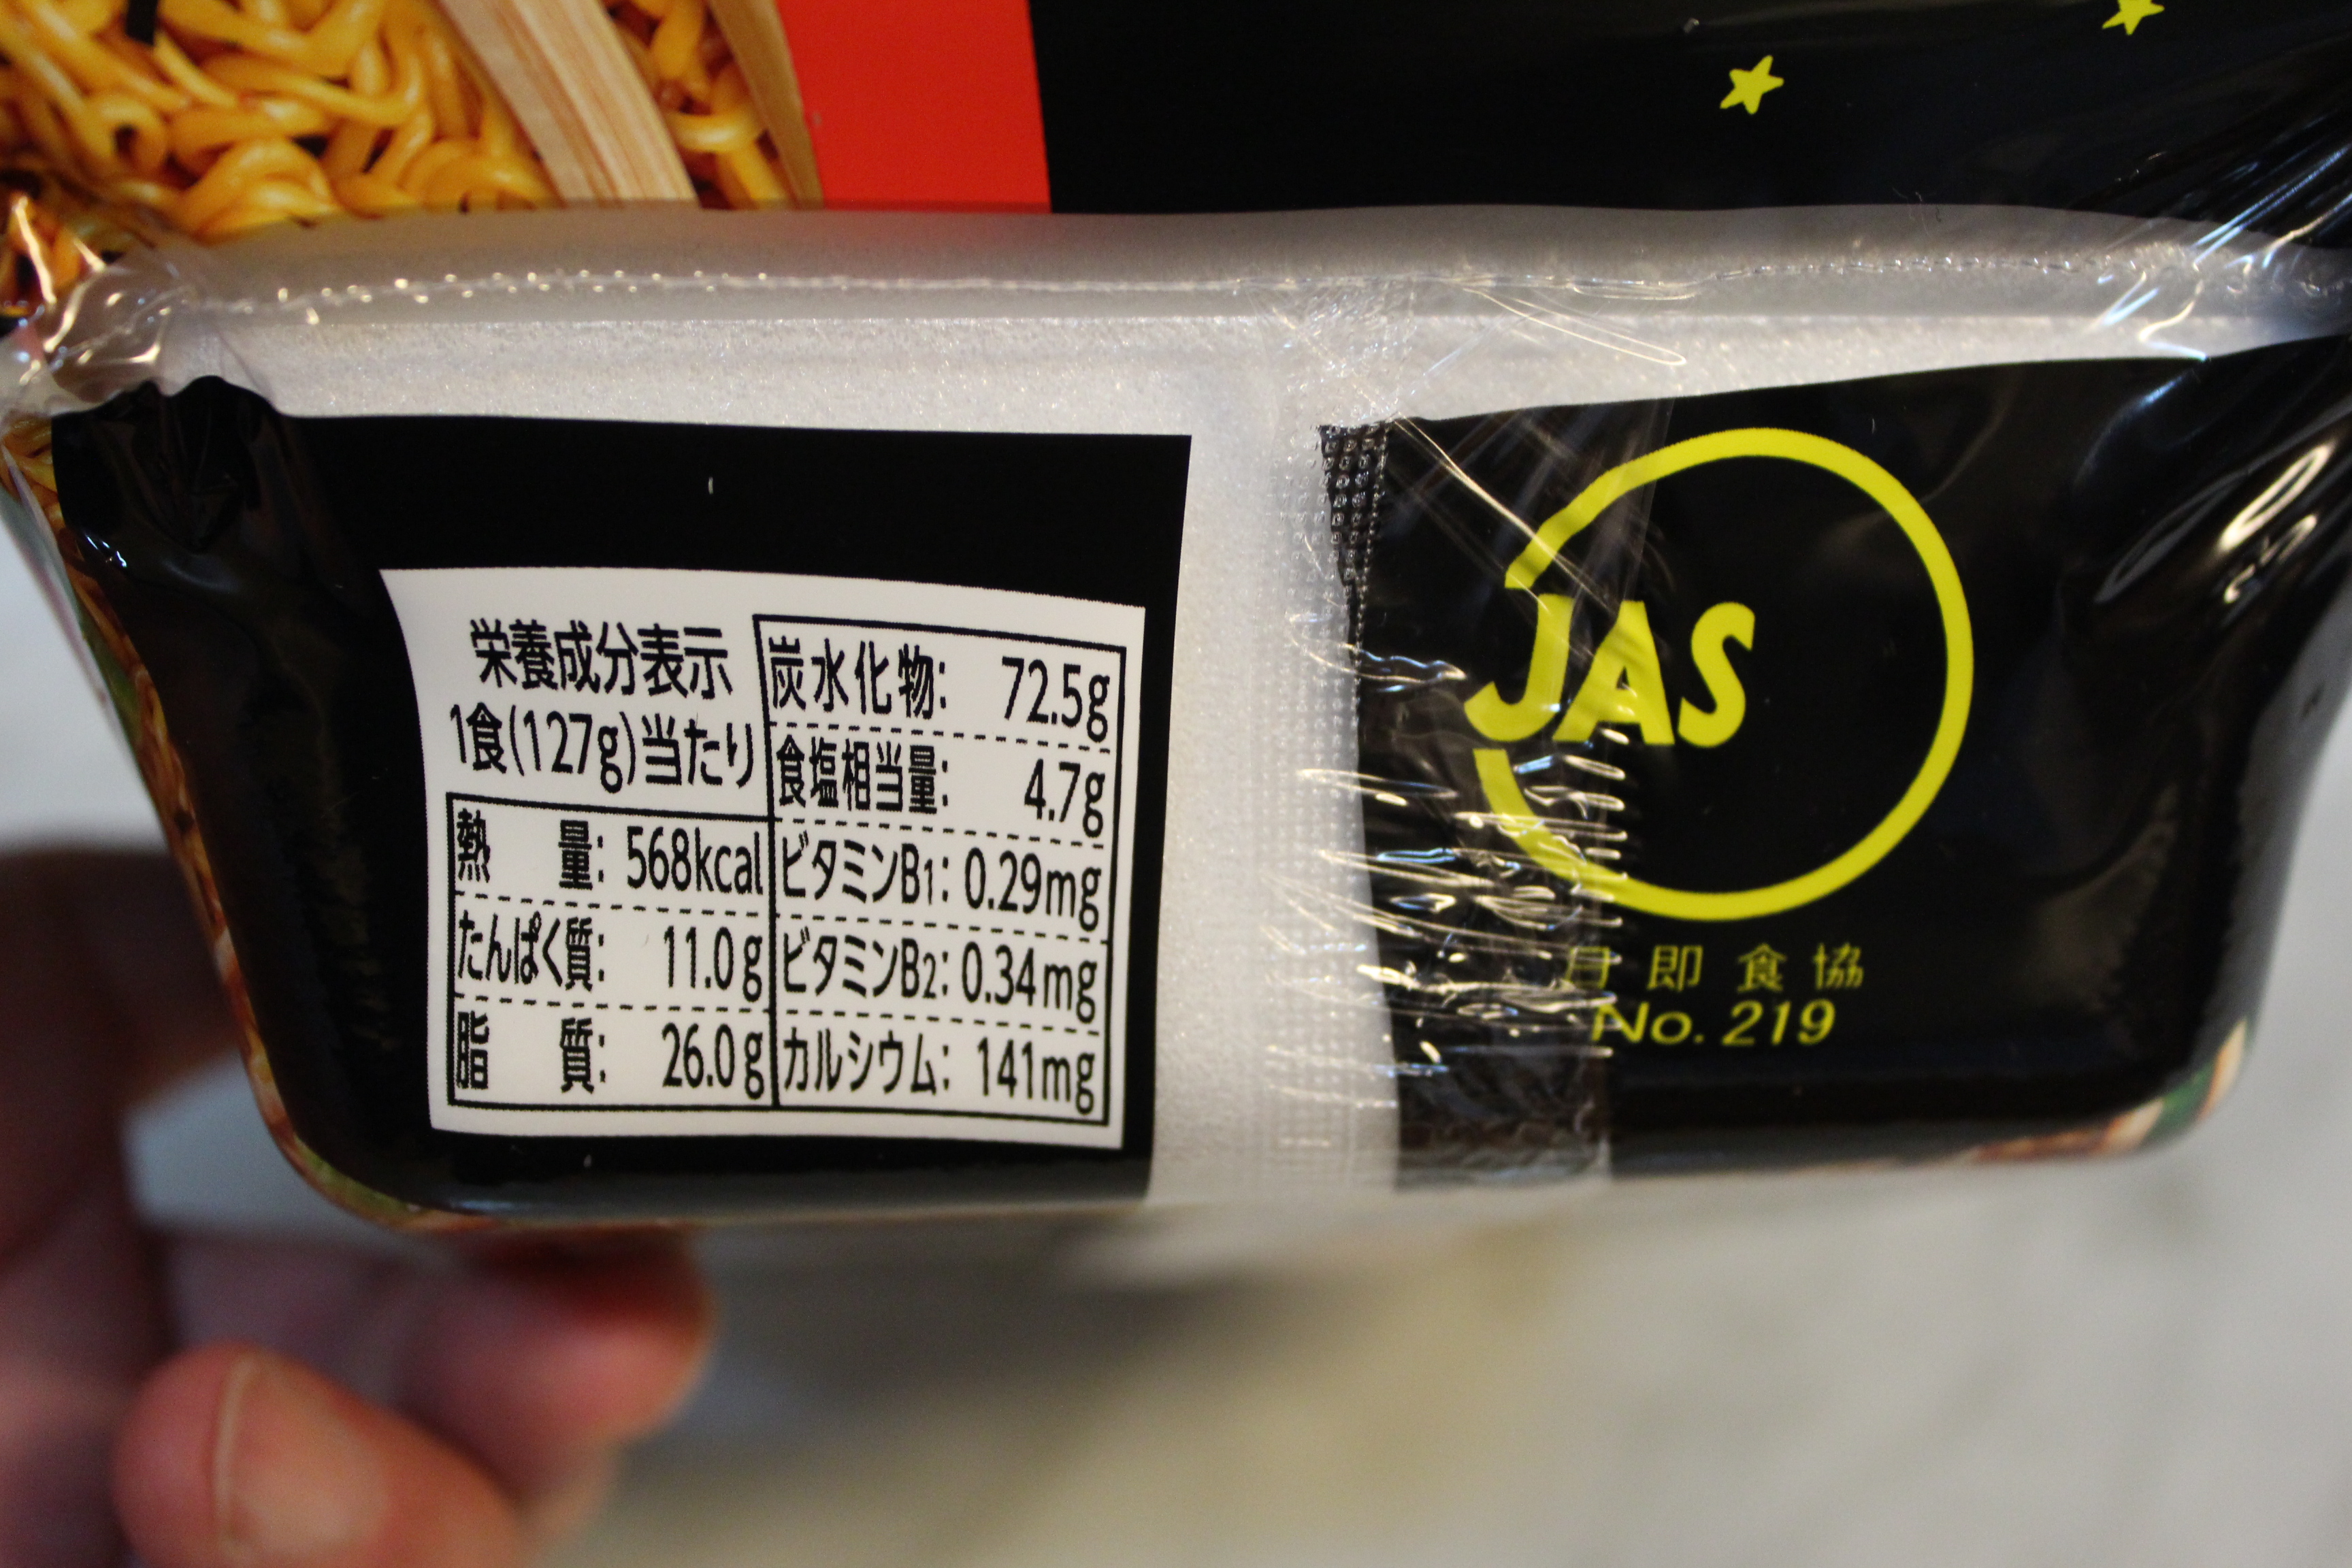 栄養成分表示
1食(127g)当たり
熱量: 568kcal
たんぱく質: 11.0g
脂質: 26.0g
炭水化物: 72.5g
食塩相当量: 4.7g
ビタミンB1: 0.29mg
ビタミンB2: 0.34mg
カルシウム: 141mg
JAS
日即食協
No. 219